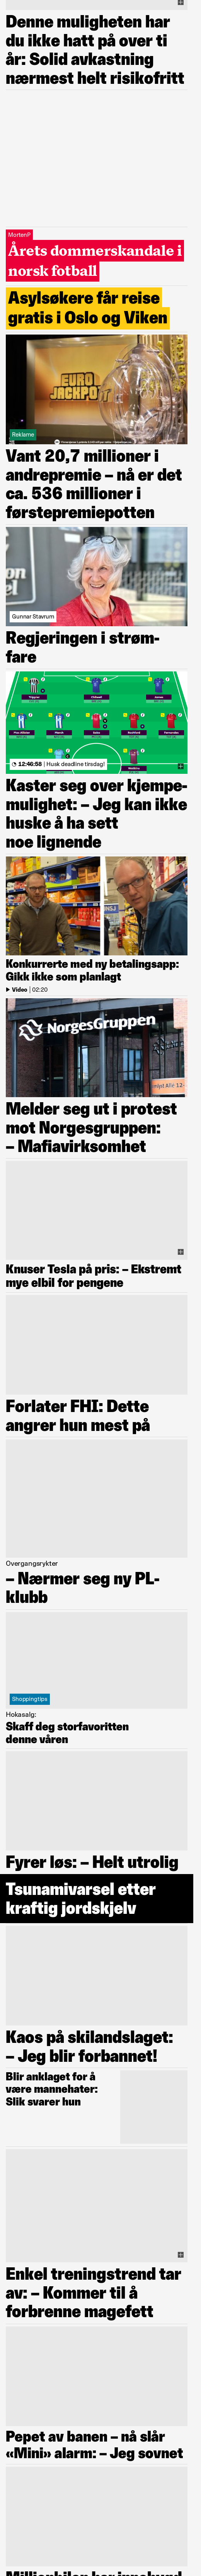 Denne muligheten har
du ikke hatt på over ti
år: Solid avkastning
nærmest helt risikofritt
MortenP
Årets dommerskandale i
norsk fotball
Asylsøkere får reise
gratis i Oslo og Viken
EURO
JACKPOT
Reklame
Vant 20,7 millioner i
andrepremie – nå er det
ca. 536 millioner i
førstepremiepotten
Gunnar Stavrum
Regjeringen i strøm-
fare
12:46:58 | Husk deadline tirsdag!
Kaster seg over kjempe-
mulighet: – Jeg kan ikke
huske å ha sett
noe lignende
Konkurrerte med ny betalingsapp:
Gikk ikke som planlagt
Video | 02:20
NORGESGRUPPEN
Melder seg ut i protest
mot Norgesgruppen:
– Mafiavirksomhet
Knuser Tesla på pris: – Ekstremt
mye elbil for pengene
Forlater FHI: Dette
angrer hun mest på
Overgangsrykter
– Nærmer seg ny PL-
klubb
Shoppingtips
Hokasalg:
Skaff deg storfavoritten
denne våren
Fyrer løs: – Helt utrolig
Tsunamivarsel etter
kraftig jordskjelv
Kaos på skilandslaget:
– Jeg blir forbannet!
Blir anklaget for å
være mannehater:
Slik svarer hun
Enkel treningstrend tar
av: – Kommer til å
forbrenne magefett
Pepet av banen – nå slår
«Mini» alarm: – Jeg sovnet